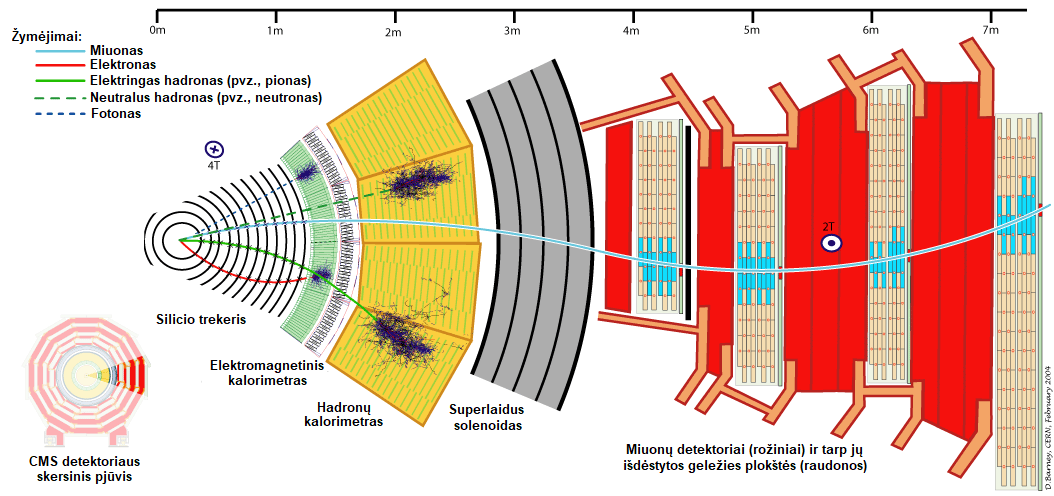 0m 1m 2m 3m 4m 5m 6m 7m
Žymėjimai:
Miuonas
Elektronas
Elektringas hadronas (pvz., pionas)
Neutralus hadronas (pvz., neutronas)
Fotonas
4T
2T
Silicio trekeris
Elektromagnetinis
kalorimetras
Hadronų
kalorimetras
Superlaidus
solenoidas
Miuonų detektoriai (rožiniai) ir tarp jų
išdėstytos geležies plokštės (raudonos)
CMS detektoriaus
skersinis pjūvis
D.Barney, CERN, February 2004